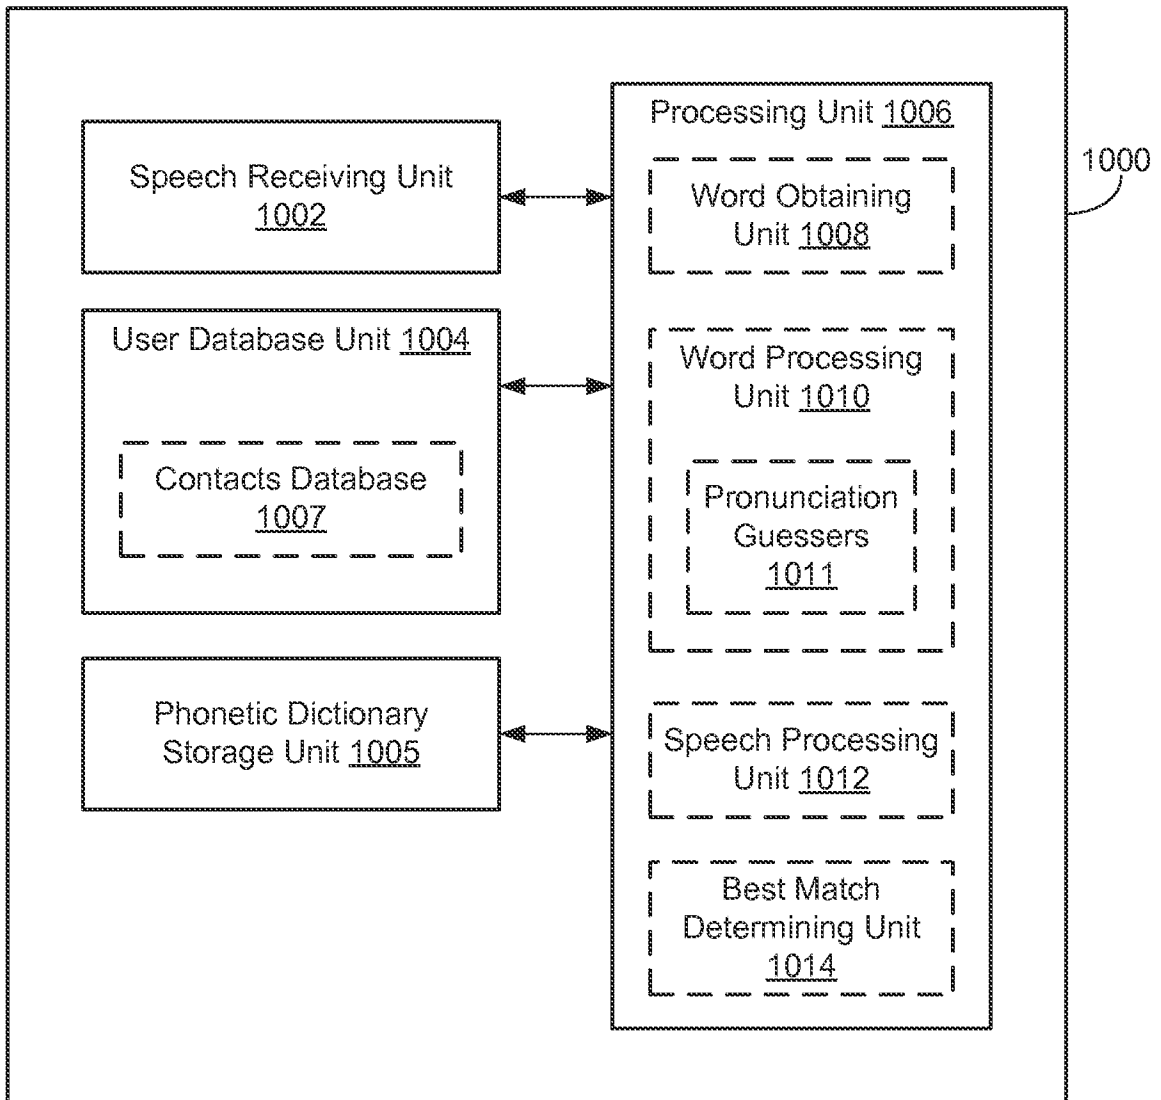 Speech Receiving Unit
1002
User Database Unit 1004
Contacts Database
1007
Phonetic Dictionary
Storage Unit 1005
Processing Unit 1006
Word Obtaining
Unit 1008
Word Processing
Unit 1010
Pronunciation
Guessers
1011
Speech Processing
Unit 1012
Best Match
Determining Unit
1014
1000